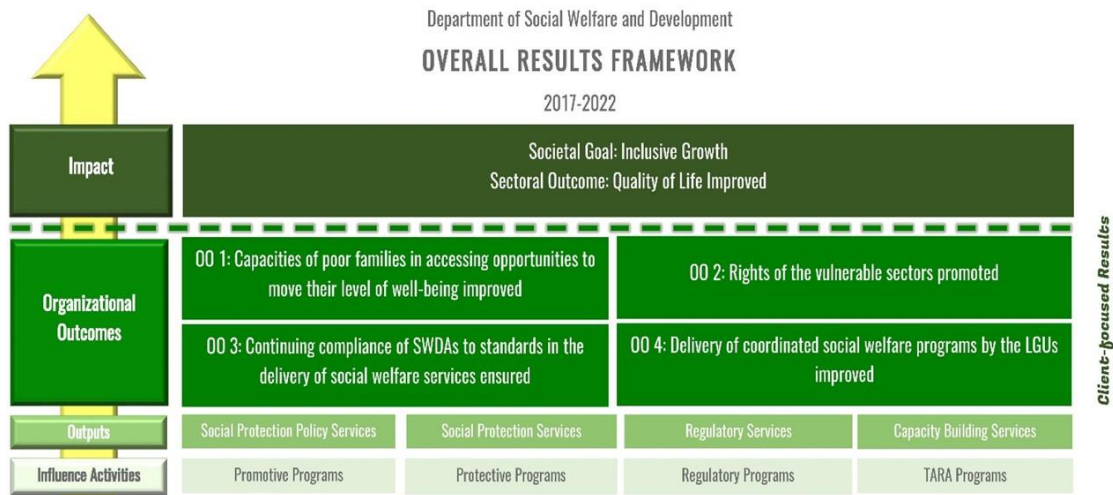 Department of Social Welfare and Development
OVERALL RESULTS FRAMEWORK
2017-2022
Impact
Societal Goal: Inclusive Growth
Sectoral Outcome: Quality of Life Improved
Organizational
Outcomes
OO 1: Capacities of poor families in accessing opportunities to
move their level of well-being improved
OO 2: Rights of the vulnerable sectors promoted
OO 3: Continuing compliance of SWDAs to standards in the
delivery of social welfare services ensured
OO 4: Delivery of coordinated social welfare programs by the LGUs
improved
Client-focused Results
Outputs
Social Protection Policy Services
Social Protection Services
Regulatory Services
Capacity Building Services
Influence Activities
Promotive Programs
Protective Programs
Regulatory Programs
TARA Programs